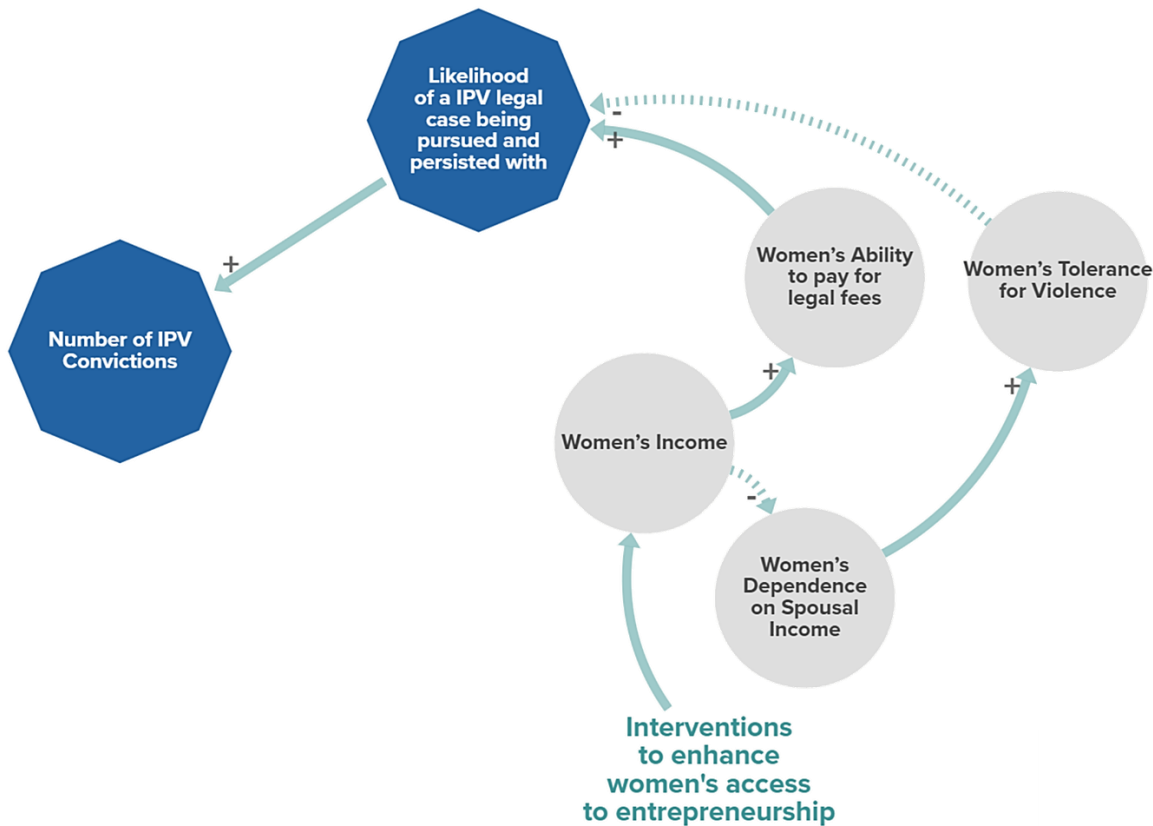 Likelihood
of a IPV legal
case being
pursued and
persisted with
-
+
Women's Ability
to pay for
legal fees
Women’s Tolerance
for Violence
+
Number of IPV
Convictions
+
+
Women’s Income
-
Women’s
Dependence
on Spousal
Income
Interventions
to enhance
women's access
to entrepreneurship